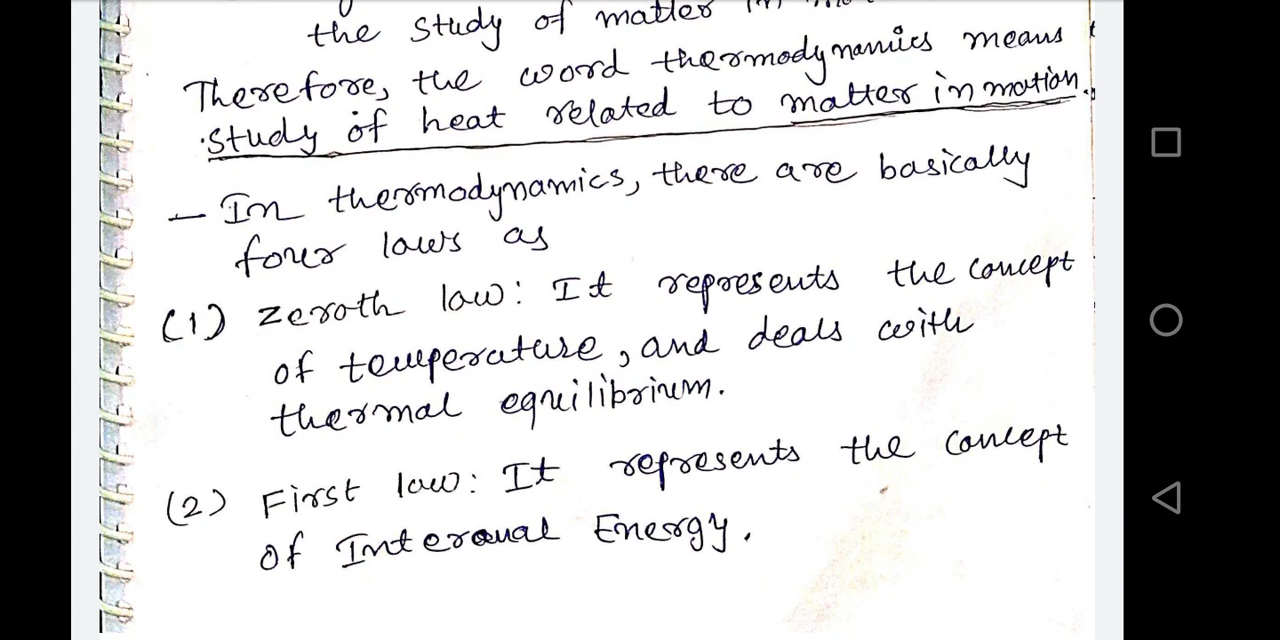 the study of matter in
Therefore, the word thermodynamics means
study of heat related to matter in motion.
- In thermodynamics, there are basically
four laws as
(1) Zeroth law: It represents the concept
of temperature, and deals with
thermal equilibrium.
(2) First law: It represents the concept
of Internal Energy.